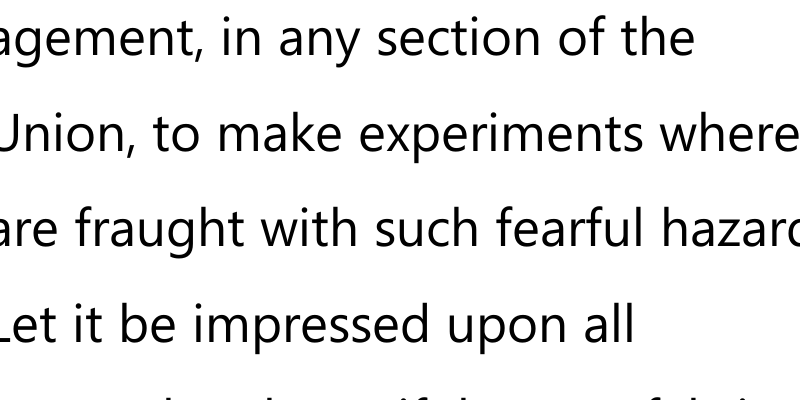 agement, in any section of the
Union, to make experiments where
are fraught with such fearful hazard
Let it be impressed upon all